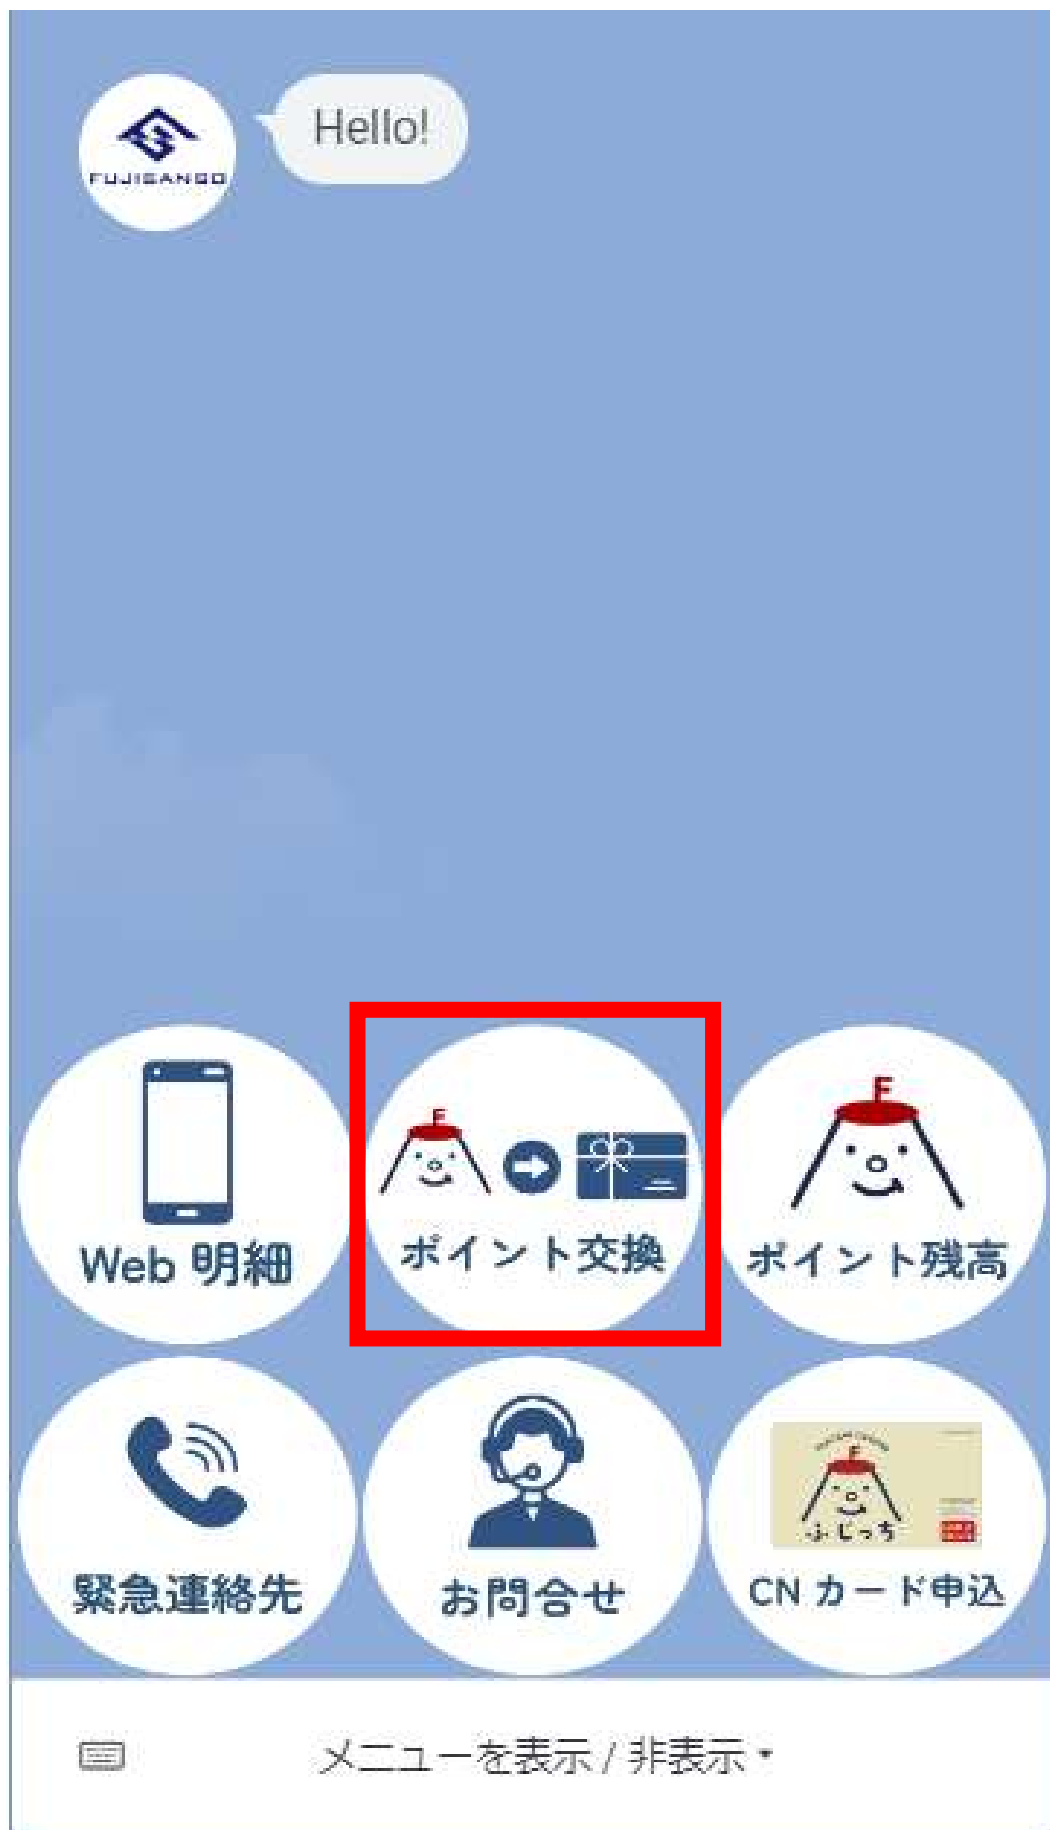 FUJISANGO
Hello!
F
F
Web 明細
ポイント交換
ポイント残高
F
ふじっち
緊急連絡先
お問合せ
CN カード申込
メニューを表示 / 非表示